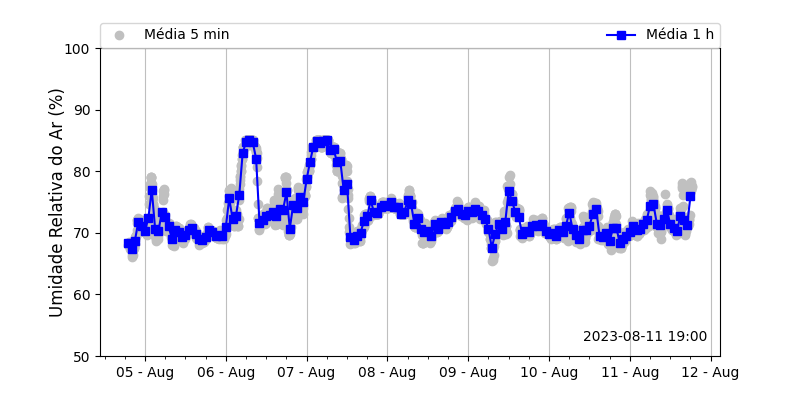 Média 5 min
Média 1 h
Umidade Relativa do Ar (%)
100
90
80
70
60
50
2023-08-11 19:00
05 - Aug
06 - Aug
07 - Aug
08 - Aug
09 - Aug
10 - Aug
11 - Aug
12 - Aug